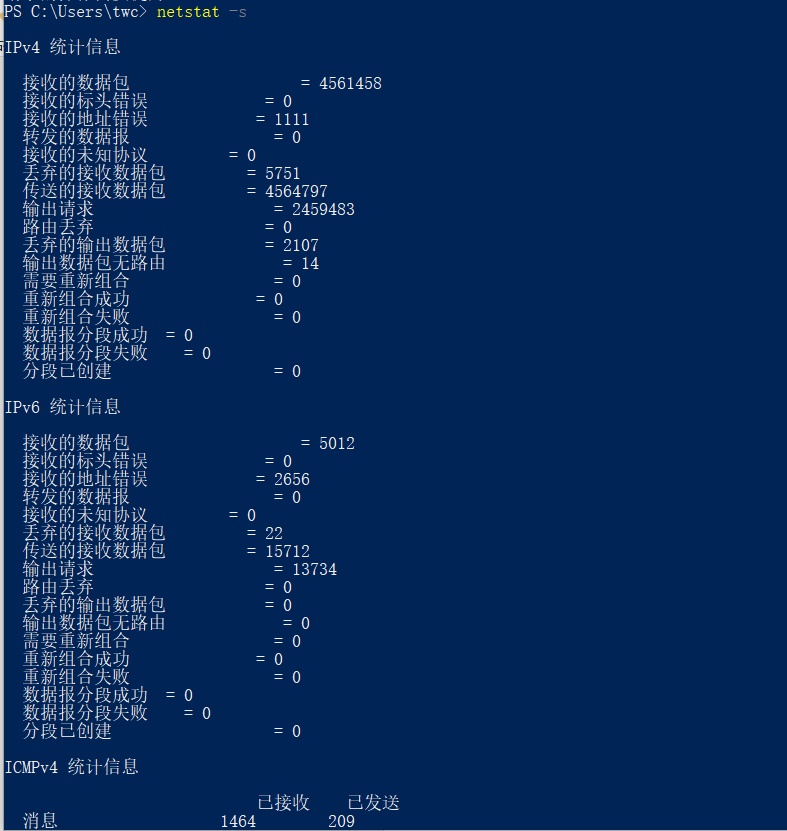 PS C:\Users\twc> netstat -s
IPv4 统计信息
接收的数据包 = 4561458
接收的标头错误 = 0
接收的地址错误 = 1111
转发的数据报 = 0
接收的未知协议 = 0
丢弃的接收数据包 = 5751
传送的接收数据包 = 4564797
输出请求 = 2459483
路由丢弃 = 0
丢弃的输出数据包 = 2107
输出数据包无路由 = 14
需要重新组合 = 0
重新组合成功 = 0
重新组合失败 = 0
数据报分段成功 = 0
数据报分段失败 = 0
分段已创建 = 0
IPv6 统计信息
接收的数据包 = 5012
接收的标头错误 = 0
接收的地址错误 = 2656
转发的数据报 = 0
接收的未知协议 = 0
丢弃的接收数据包 = 22
传送的接收数据包 = 15712
输出请求 = 13734
路由丢弃 = 0
丢弃的输出数据包 = 0
输出数据包无路由 = 0
需要重新组合 = 0
重新组合成功 = 0
重新组合失败 = 0
数据报分段成功 = 0
数据报分段失败 = 0
分段已创建 = 0
ICMPv4 统计信息
已接收 已发送
消息 1464 209